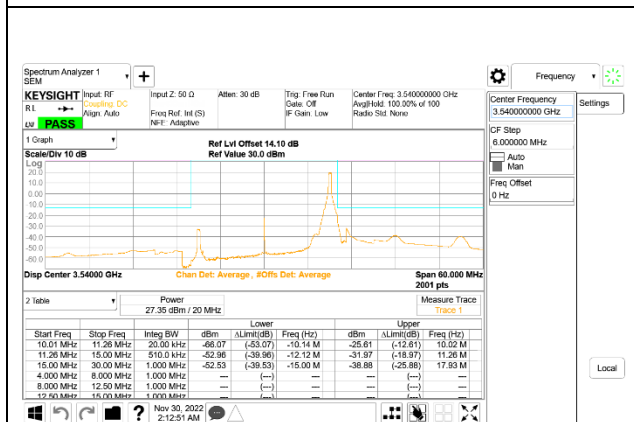 Spectrum Analyzer 1
SEM
Frequency
KEYSIGHT Input: RF Input Z: 50 Ω Atten: 30 dB Trig: Free Run Center Freq: 3.540000000 GHz
RL Coupling: DC Gate: Off Avg|Hold: 100.00% of 100
Align: Auto Freq Ref: Int (S) IF Gain: Low Radio Std: None
PASS NFE: Adaptive
Center Frequency
3.540000000 GHz
Settings
CF Step
6.000000 MHz
Auto
Man
Freq Offset
0 Hz
1 Graph Ref Lvl Offset 14.10 dB
Scale/Div 10 dB Ref Value 30.0 dBm
Log
20.0
10.0
0.00
-10.0
-20.0
-30.0
-40.0
-50.0
-60.0
Disp Center 3.54000 GHz Chan Det: Average, #Offs Det: Average Span 60.000 MHz
2001 pts
2 Table Power Measure Trace
27.35 dBm / 20 MHz Trace 1
Lower Upper
Start Freq Stop Freq Integ BW dBm ΔLimit(dB) Freq (Hz) dBm ΔLimit(dB) Freq (Hz)
10.01 MHz 11.26 MHz 20.00 kHz -66.07 (-53.07) -10.14 M -25.61 (-12.61) 10.02 M
11.26 MHz 15.00 MHz 510.0 kHz -52.96 (-39.96) -12.12 M -31.97 (-18.97) 11.26 M
15.00 MHz 30.00 MHz 1.000 MHz -52.53 (-39.53) -15.00 M -38.88 (-25.88) 17.93 M
4.000 MHz 8.000 MHz 1.000 MHz --- (---) --- --- (---) ---
8.000 MHz 12.50 MHz 1.000 MHz --- (---) --- --- (---) ---
12.50 MHz 15.00 MHz 1.000 MHz --- (---) --- --- (---) ---
Local
Nov 30, 2022
2:12:51 AM